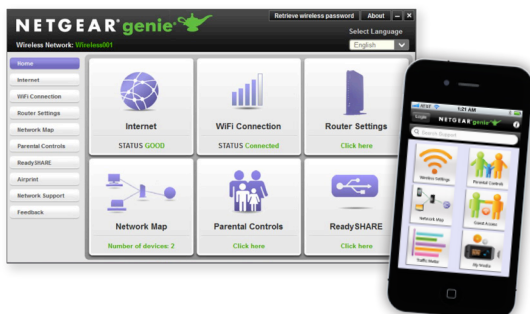 NETGEAR® genie®
Retrieve wireless password
About
Select Language
Wireless Network: Wireless001
English
Home
Internet
WiFi Connection
Router Settings
Network Map
Parental Controls
ReadySHARE
Airprint
Network Support
Feedback
Internet
STATUS GOOD
WiFi Connection
STATUS Connected
Router Settings
Click here
Network Map
Number of devices: 2
Parental Controls
Click here
ReadySHARE
Click here
AT&T
1:21 AM
Login
NETGEAR genie
Search Support
Wireless Settings
Parental Controls
Network Map
Guest Access
Traffic Meter
My Media